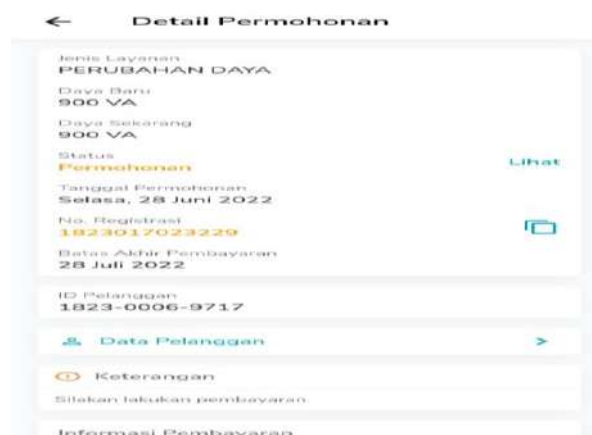 Detail Permohonan
Jenis Layanan
PERUBAHAN DAYA
Daya Baru
900 VA
Daya Sekarang
900 VA
Status
Permohonan
Lihat
Tanggal Permohonan
Selasa, 28 Juni 2022
No. Registrasi
1823017023229
Batas Akhir Pembayaran
28 Juli 2022
ID Pelanggan
1823-0006-9717
Data Pelanggan
Keterangan
Silakan lakukan pembayaran
Informasi Pembayaran